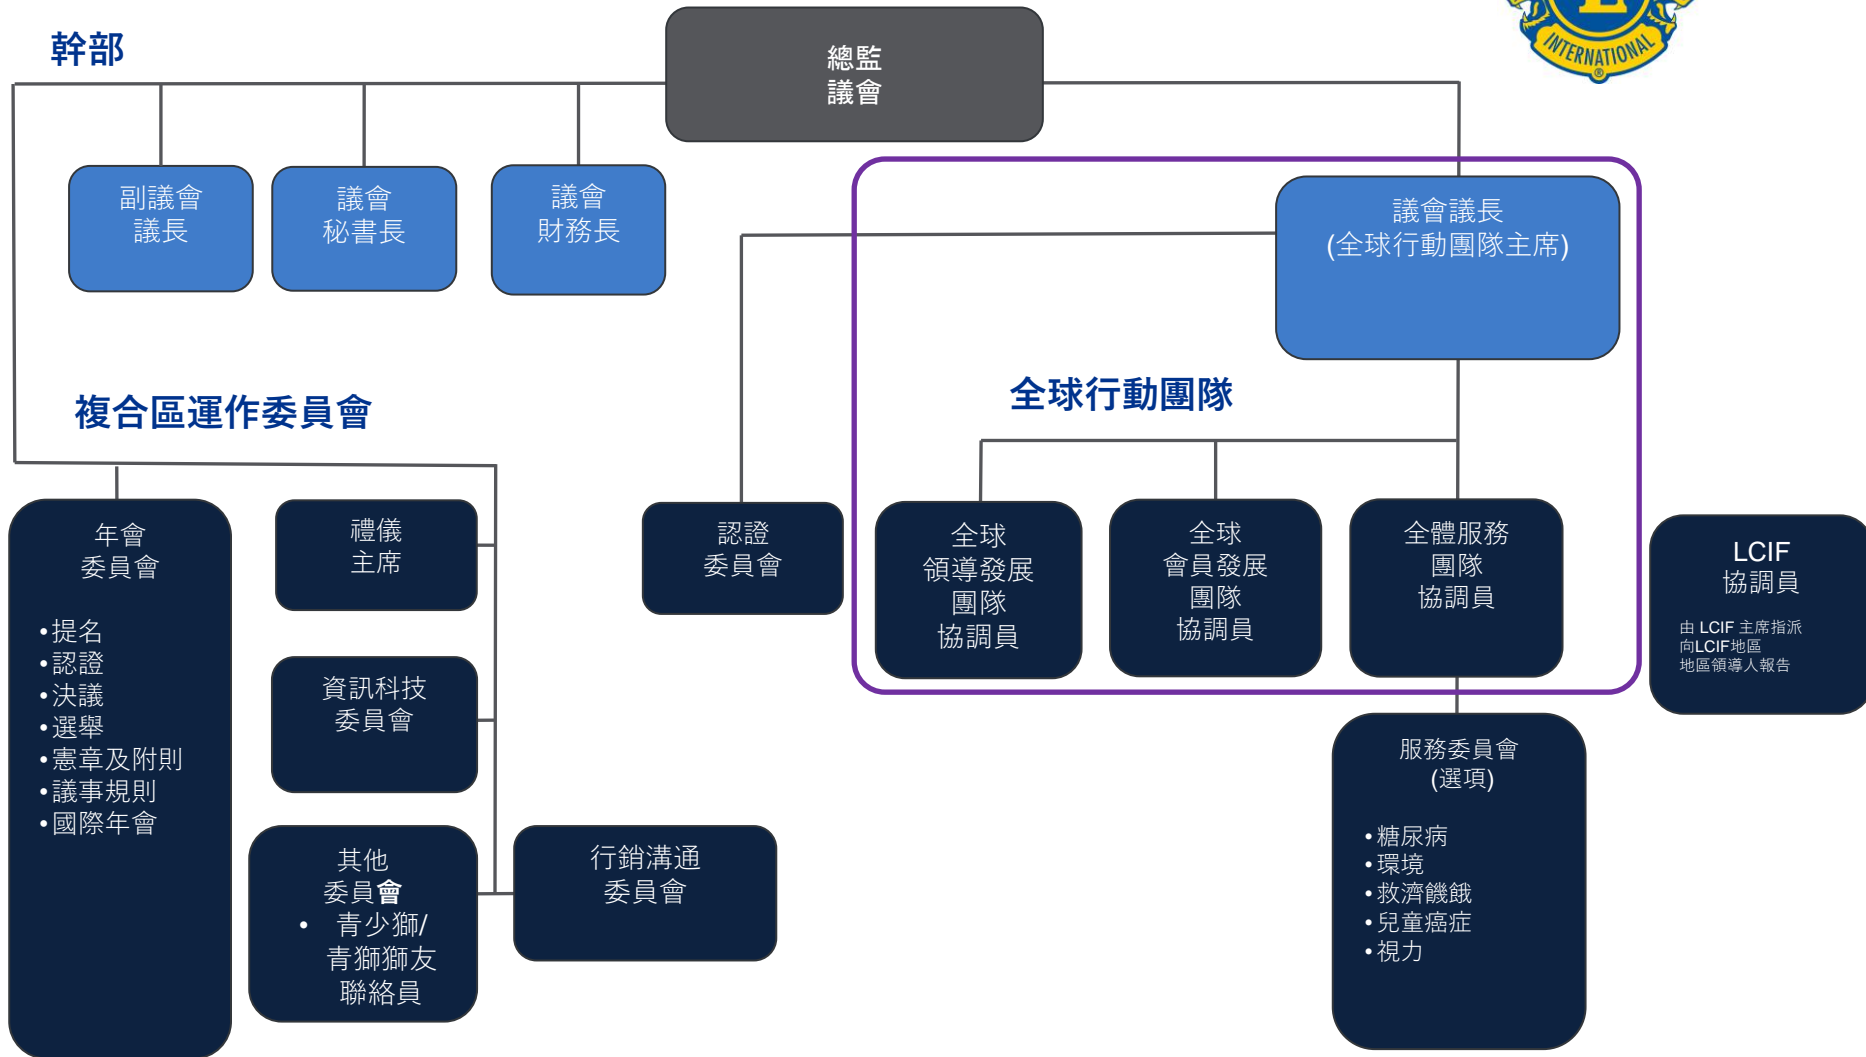 幹部
總監
議會
INTERNATIONAL
®
副議會
議長
議會
秘書長
議會
財務長
議會議長
(全球行動團隊主席)
複合區運作委員會
全球行動團隊
年會
委員會
•提名
•認證
•決議
•選舉
•憲章及附則
•議事規則
•國際年會
禮儀
主席
資訊科技
委員會
其他
委員會
• 青少獅/
青獅獅友
聯絡員
行銷溝通
委員會
認證
委員會
全球
領導發展
團隊
協調員
全球
會員發展
團隊
協調員
全體服務
團隊
協調員
LCIF
協調員
由 LCIF 主席指派
向LCIF地區
地區領導人報告
服務委員會
(選項)
•糖尿病
•環境
•救濟饑餓
•兒童癌症
•視力